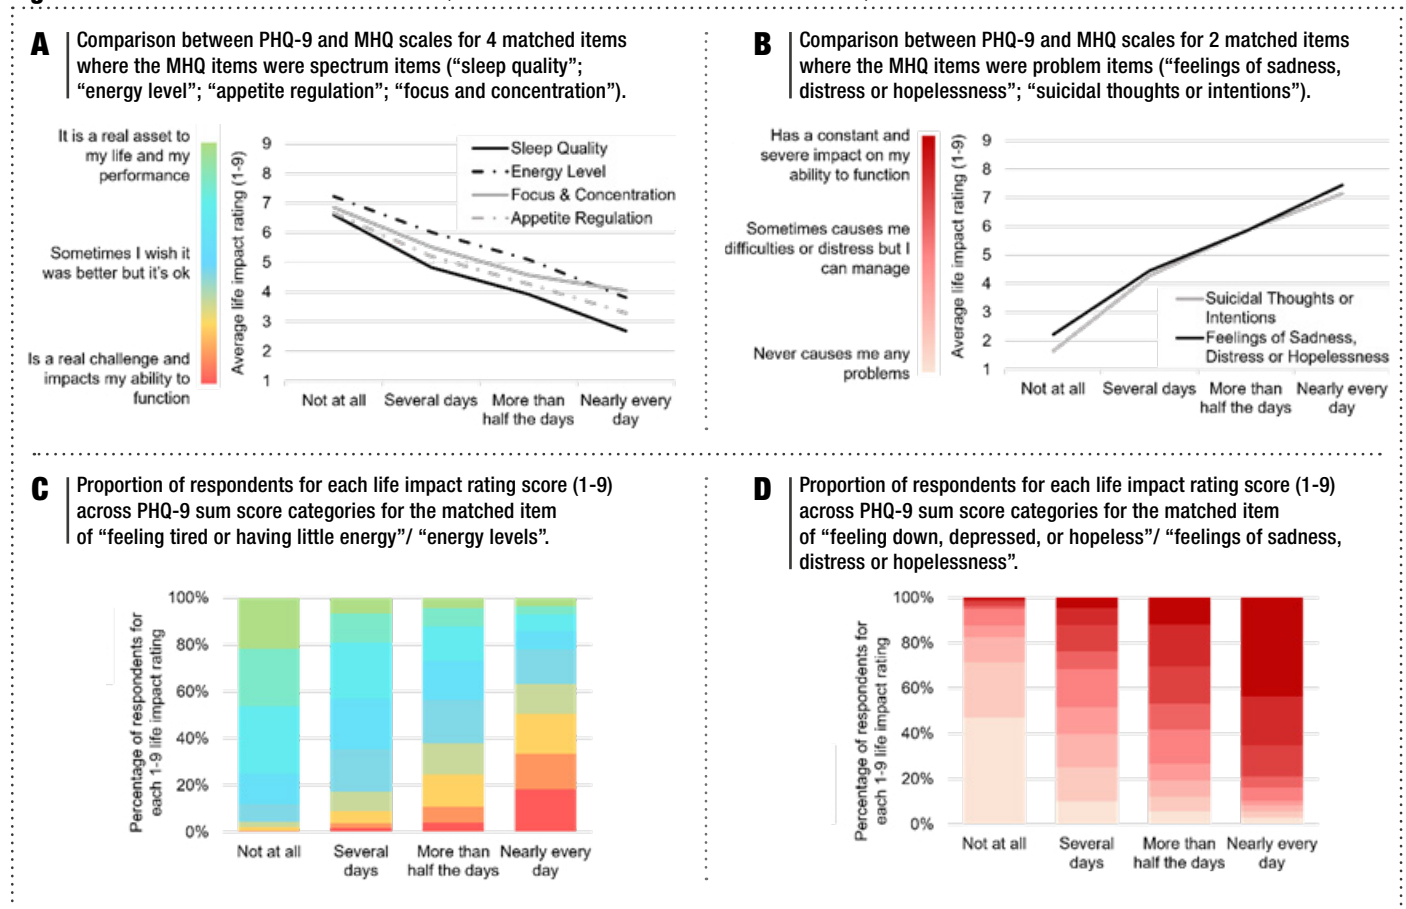 A
Comparison between PHQ-9 and MHQ scales for 4 matched items
where the MHQ items were spectrum items (“sleep quality”;
“energy level”; “appetite regulation”; “focus and concentration”).
It is a real asset to
my life and my
performance
Sometimes I wish it
was better but it’s ok
Is a real challenge and
impacts my ability to
function
Average life impact rating (1-9)
9
8
7
6
5
4
3
2
1
Sleep Quality
Energy Level
Focus & Concentration
Appetite Regulation
Not at all
Several days
More than
half the days
Nearly every
day
B
Comparison between PHQ-9 and MHQ scales for 2 matched items
where the MHQ items were problem items (“feelings of sadness,
distress or hopelessness”; “suicidal thoughts or intentions”).
Has a constant and
severe impact on my
ability to function
Sometimes causes me
difficulties or distress but I
can manage
Never causes me any
problems
Average life impact rating (1-9)
9
8
7
6
5
4
3
2
1
Suicidal Thoughts or
Intentions
Feelings of Sadness,
Distress or Hopelessness
Not at all
Several days
More than
half the days
Nearly every
day
C
Proportion of respondents for each life impact rating score (1-9)
across PHQ-9 sum score categories for the matched item
of “feeling tired or having little energy”/ “energy levels”.
Percentage of respondents for
each 1-9 life impact rating
100%
80%
60%
40%
20%
0%
Not at all
Several
days
More than
half the days
Nearly every
day
D
Proportion of respondents for each life impact rating score (1-9)
across PHQ-9 sum score categories for the matched item
of “feeling down, depressed, or hopeless”/ “feelings of sadness,
distress or hopelessness”.
Percentage of respondents for
each 1-9 life impact rating
100%
80%
60%
40%
20%
0%
Not at all
Several
days
More than
half the days
Nearly every
day